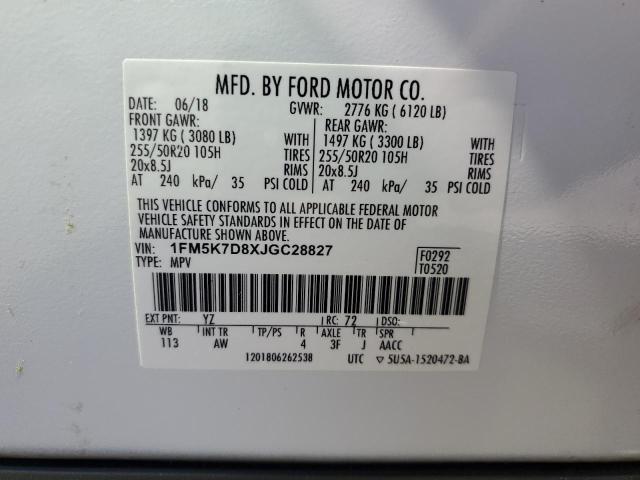 MFD. BY FORD MOTOR CO.
DATE: 06/18 GVWR: 2776 KG ( 6120 LB)
FRONT GAWR: REAR GAWR:
1397 KG ( 3080 LB) WITH 1497 KG ( 3300 LB) WITH
255/50R20 105H TIRES 255/50R20 105H TIRES
20x8.5J RIMS 20x8.5J RIMS
AT 240 kPa/ 35 PSI COLD AT 240 kPa/ 35 PSI COLD
THIS VEHICLE CONFORMS TO ALL APPLICABLE FEDERAL MOTOR
VEHICLE SAFETY STANDARDS IN EFFECT ON THE DATE OF
MANUFACTURE SHOWN ABOVE.
VIN: 1FM5K7D8XJGC28827 F0292
TYPE: MPV T0520
EXT PNT: YZ RC: 72 DSO:
WB INT TR TP/PS R AXLE TR SPR
113 AW 4 3F J AACC
1201806262538 UTC ▽ 5U5A-1520472-BA